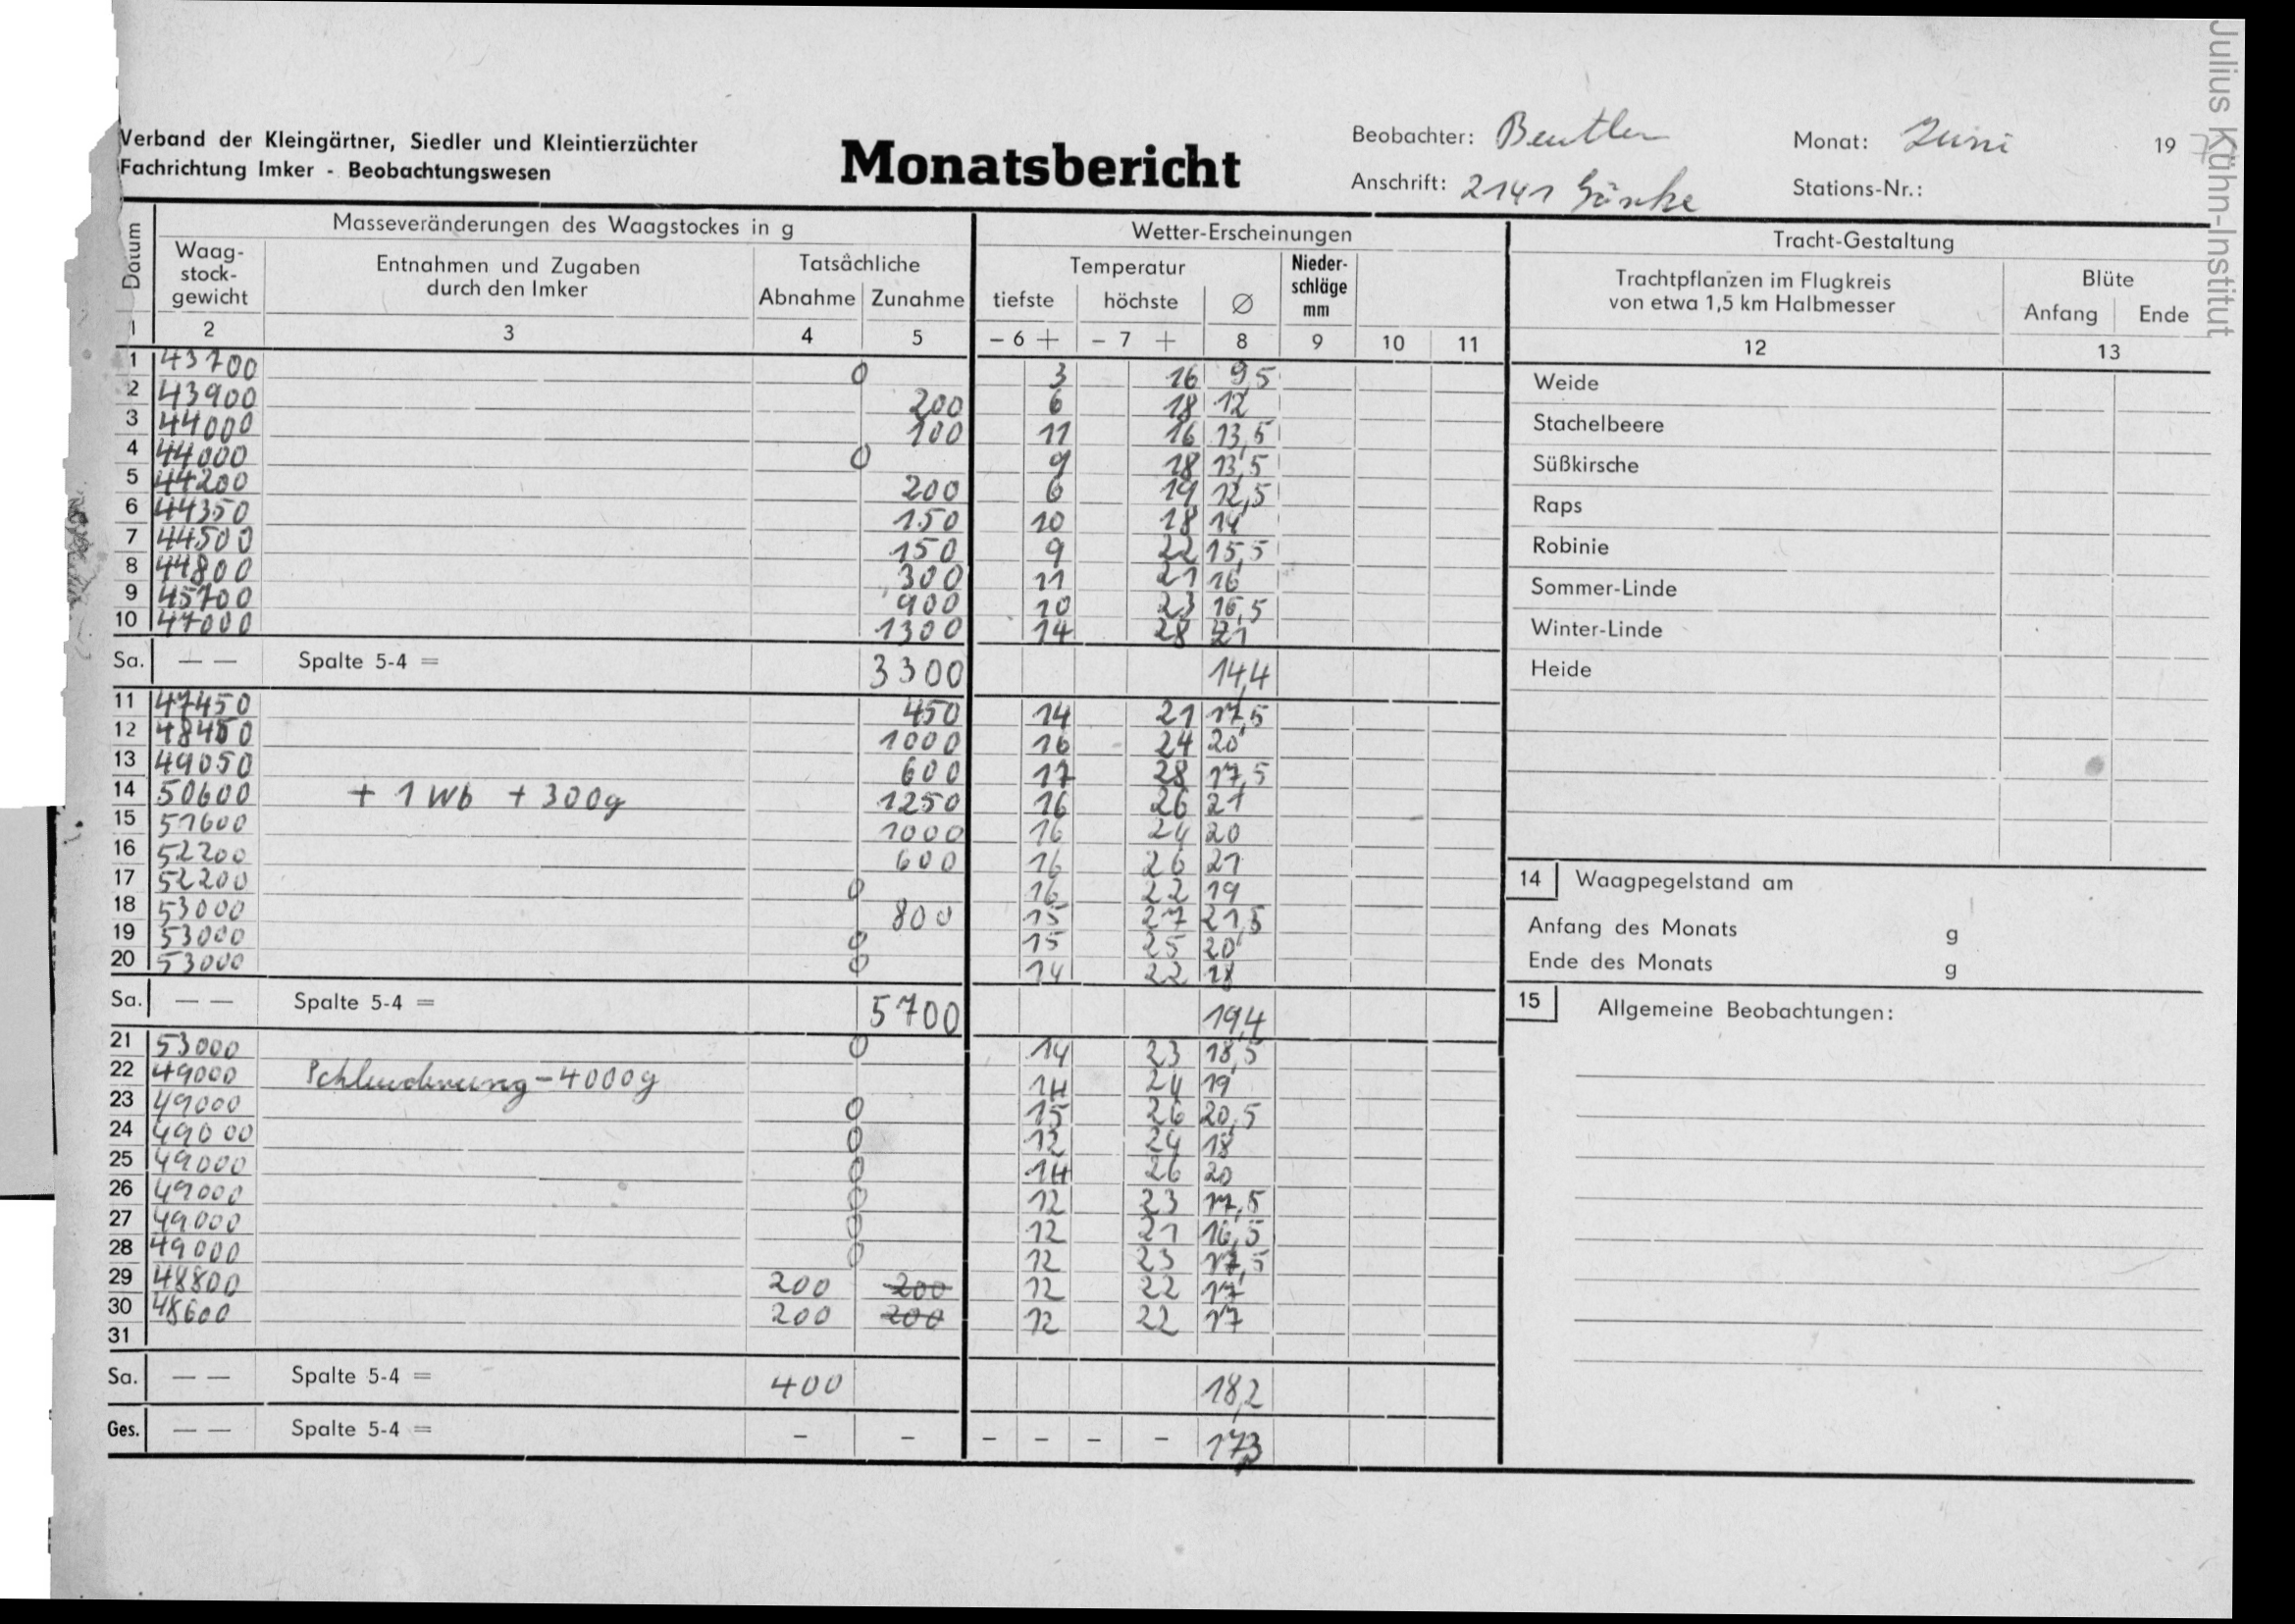 Julius Kühn-Institut
Verband der Kleingärtner, Siedler und Kleintierzüchter
Fachrichtung Imker - Beobachtungswesen
Monatsbericht
Beobachter: Beutler
Anschrift: 2141
Monat: Juni 19
Stations-Nr.:
Datum
Masseveränderungen des Waagstockes in g
Wetter-Erscheinungen
Tracht-Gestaltung
Waag-stock-gewicht
Entnahmen und Zugaben durch den Imker
Tatsächliche
Abnahme Zunahme
Temperatur
tiefste höchste ∅
Nieder-schläge mm
Trachtpflanzen im Flugkreis von etwa 1,5 km Halbmesser
Blüte
Anfang Ende
1 2 3 4 5 - 6 + - 7 + 8 9 10 11 12 13
1 43700 0 3 16 9,5
2 43900 200 6 18 12
3 44000 100 11 16 13,5
4 44000 0 9 18 13,5
5 44200 200 6 19 12,5
6 44350 150 10 18 14
7 44500 150 9 22 15,5
8 44800 300 11 21 16
9 45700 900 10 23 16,5
10 47000 1300 14 28 21
Sa. — — Spalte 5-4 = 3300 14,4
11 47450 450 14 21 17,5
12 48450 1000 16 24 20
13 49050 600 17 28 17,5
14 50600 + 1 Wb + 300g 1250 16 26 21
15 51600 1000 16 24 20
16 52200 600 16 26 21
17 52200 0 16 22 19
18 53000 800 15 27 21,5
19 53000 0 15 25 20
20 53000 0 14 22 18
Sa. — — Spalte 5-4 = 5700 19,4
21 53000 0 14 23 18,5
22 49000 - 4000g 14 24 19
23 49000 0 15 26 20,5
24 49000 0 12 24 18
25 49000 0 14 26 20
26 49000 0 12 23 17,5
27 49000 0 12 21 16,5
28 49000 0 12 23 17,5
29 48800 200 200 12 22 17
30 48600 200 200 12 22 17
31
Sa. — — Spalte 5-4 = 400 18,2
Ges. — — Spalte 5-4 = - - - - - - 17,3
Weide
Stachelbeere
Süßkirsche
Raps
Robinie
Sommer-Linde
Winter-Linde
Heide
14 Waagpegelstand am
Anfang des Monats g
Ende des Monats g
15 Allgemeine Beobachtungen: